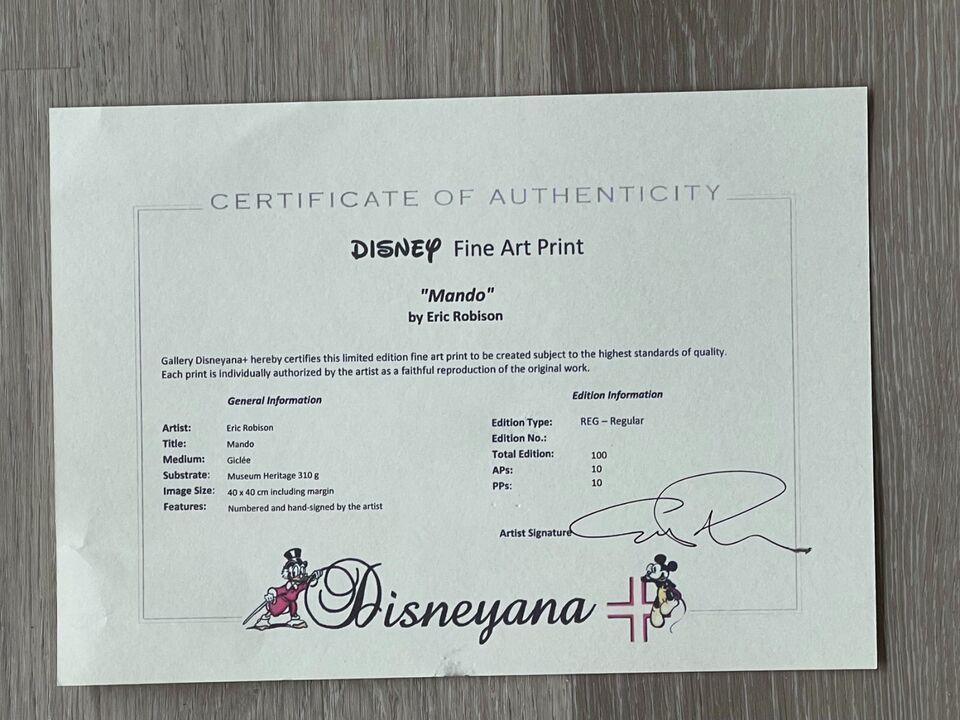 CERTIFICATE OF AUTHENTICITY
DISNEY Fine Art Print
"Mando"
by Eric Robison
Gallery Disneyana+ hereby certifies this limited edition fine art print to be created subject to the highest standards of quality.
Each print is individually authorized by the artist as a faithful reproduction of the original work.
General Information
Artist: Eric Robison
Title: Mando
Medium: Giclée
Substrate: Museum Heritage 310 g
Image Size: 40 x 40 cm including margin
Features: Numbered and hand-signed by the artist
Edition Information
Edition Type: REG – Regular
Edition No.:
Total Edition: 100
APs: 10
PPs: 10
Artist Signature
Disneyana